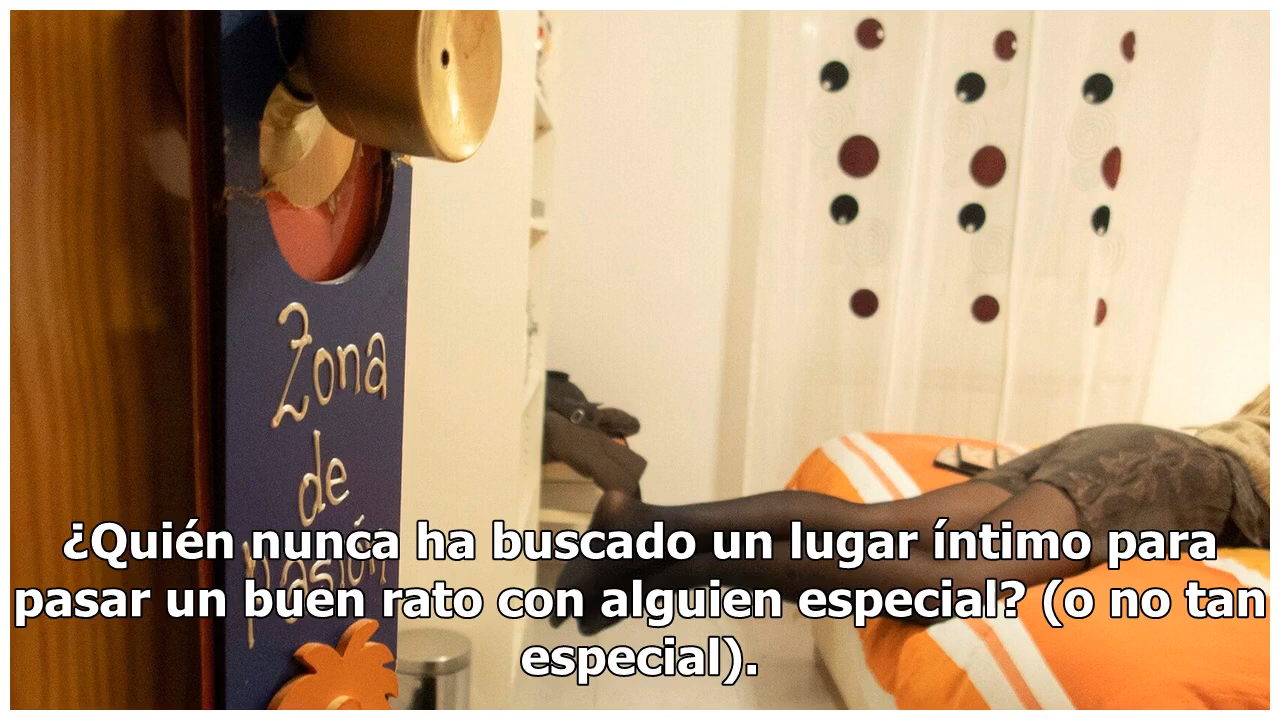 Zona
de
pasión
¿Quién nunca ha buscado un lugar íntimo para
pasar un buen rato con alguien especial? (o no tan
especial).